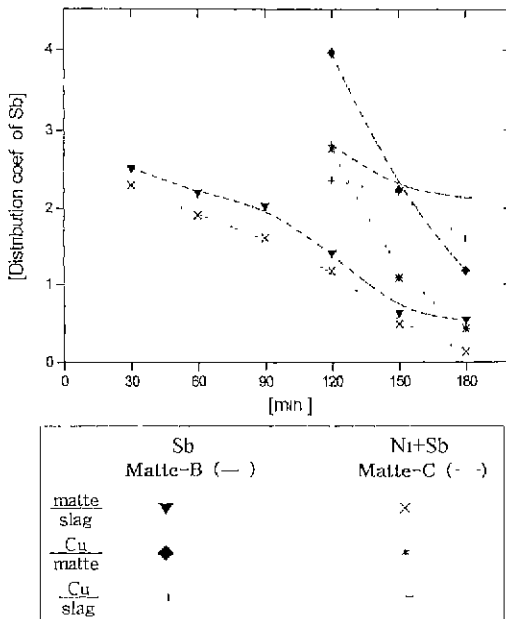 [Distribution coef of Sb]
4
3
2
1
0
0 30 60 90 120 150 180
[min]
Sb Ni+Sb
Matte-B (—) Matte-C (- -)
matte
slag
Cu
matte
Cu
slag